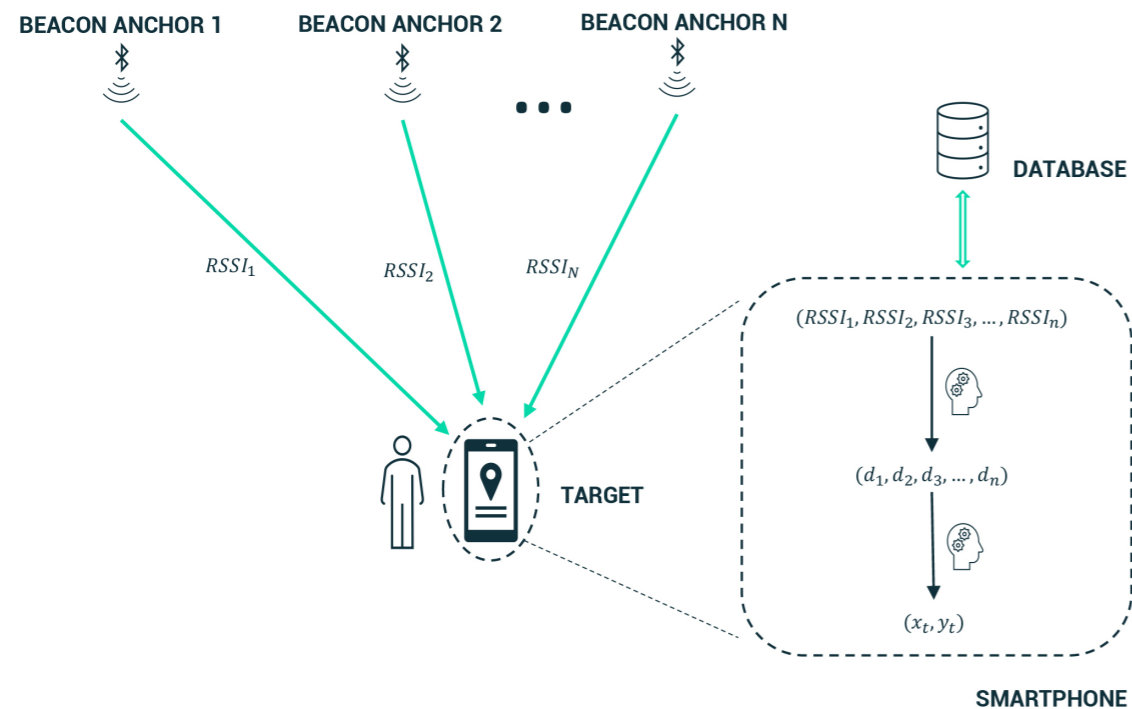 BEACON ANCHOR 1
BEACON ANCHOR 2
BEACON ANCHOR N
DATABASE
RSSI₁
RSSI₂
RSSI_N
(RSSI₁, RSSI₂, RSSI₃, …, RSSIₙ)
(d₁, d₂, d₃, …, dₙ)
TARGET
(xₜ, yₜ)
SMARTPHONE